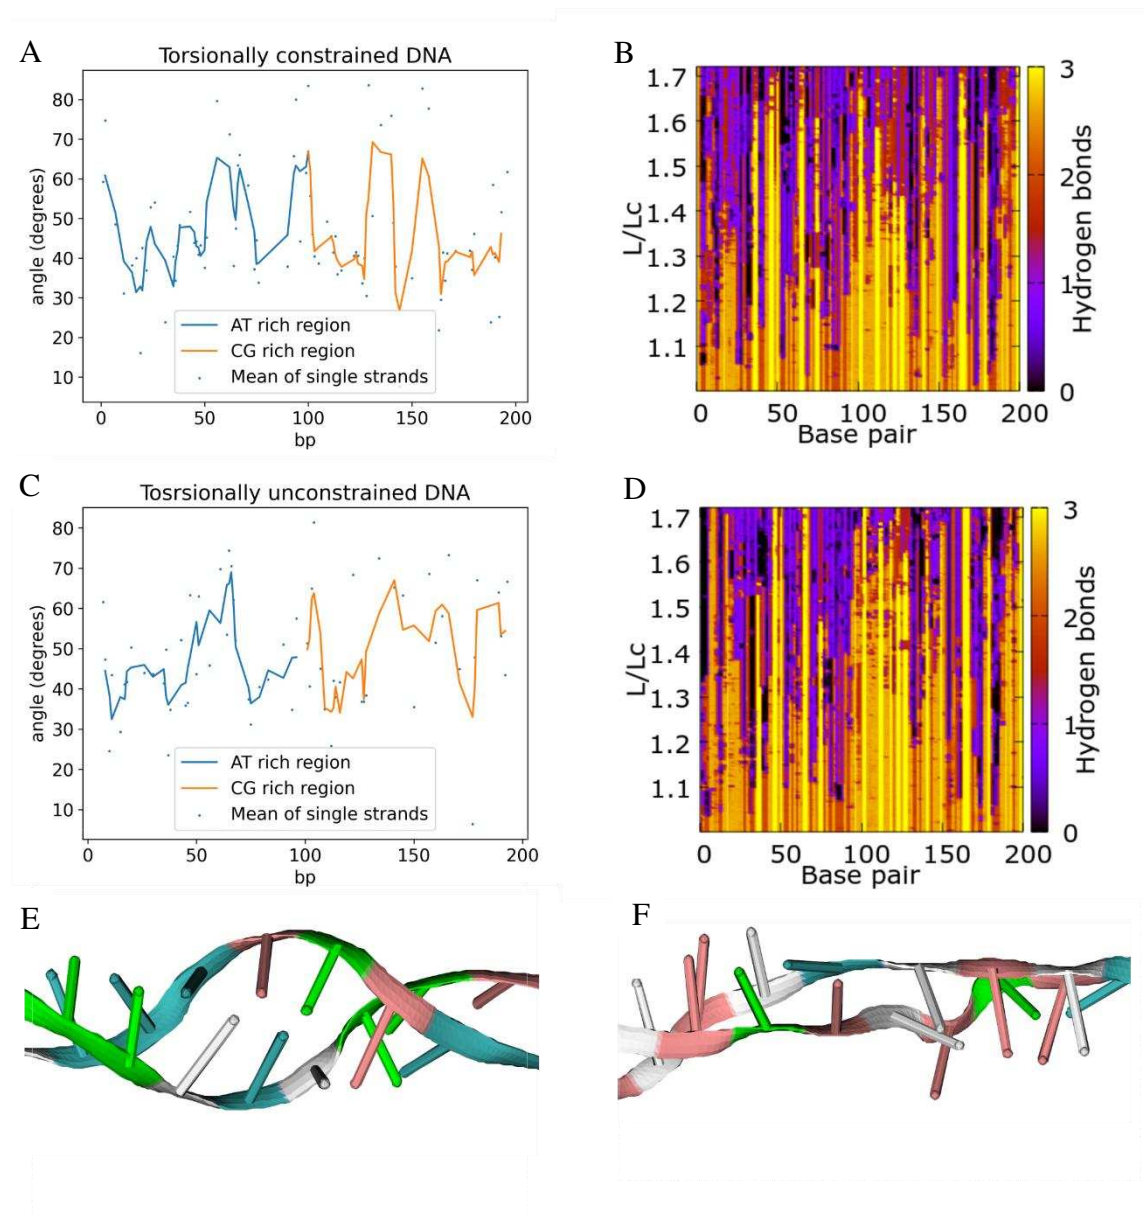 A
Torsionally constrained DNA
80
70
60
50
40
30
20
10
angle (degrees)
AT rich region
CG rich region
Mean of single strands
0 50 100 150 200
bp
B
1.7
1.6
1.5
1.4
1.3
1.2
1.1
L/Lc
0 50 100 150 200
Base pair
3
2
1
0
Hydrogen bonds
C
Tosrsionally unconstrained DNA
80
70
60
50
40
30
20
10
angle (degrees)
AT rich region
CG rich region
Mean of single strands
0 50 100 150 200
bp
D
1.7
1.6
1.5
1.4
1.3
1.2
1.1
L/Lc
0 50 100 150 200
Base pair
3
2
1
0
Hydrogen bonds
E
F